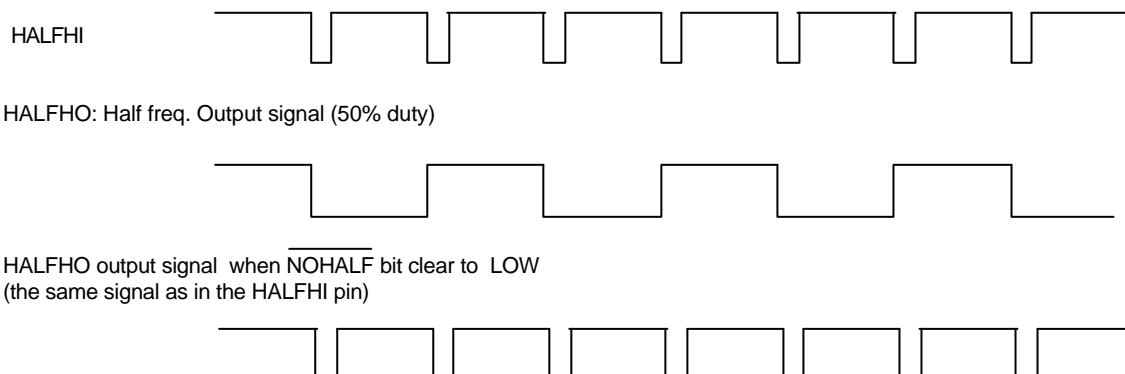 HALFHI
HALFHO: Half freq. Output signal (50% duty)
HALFHO output signal when NOHALF bit clear to LOW
(the same signal as in the HALFHI pin)